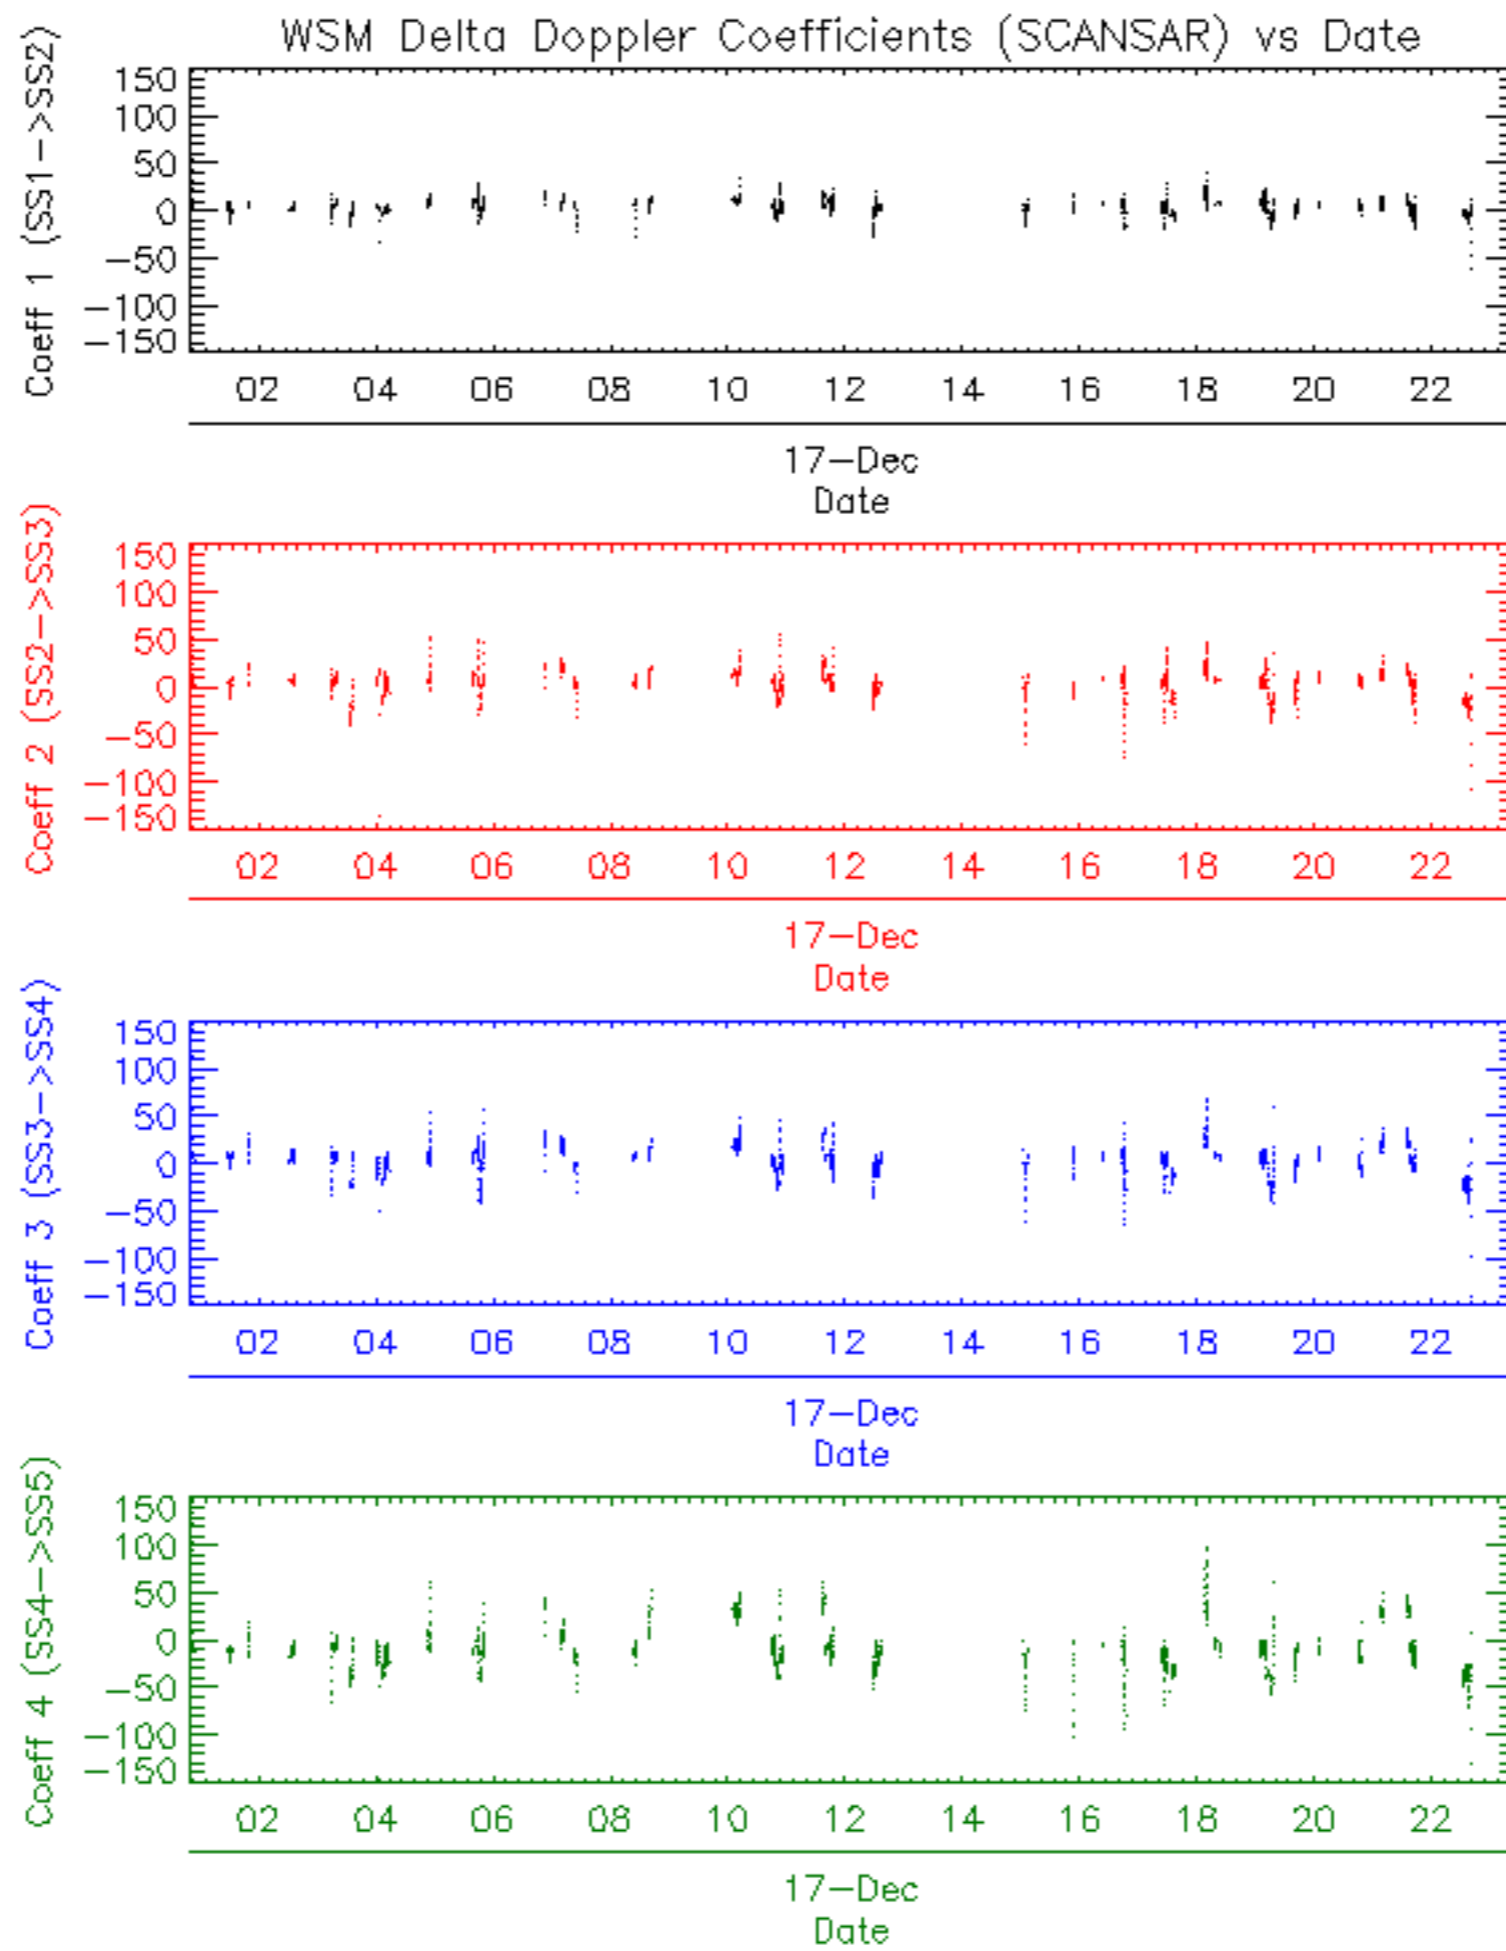 WSM Delta Doppler Coefficients (SCANSAR) vs Date
Coeff 1 (SS1->SS2)
150
100
50
0
-50
-100
-150
02 04 06 08 10 12 14 16 18 20 22
17-Dec
Date
Coeff 2 (SS2->SS3)
150
100
50
0
-50
-100
-150
02 04 06 08 10 12 14 16 18 20 22
17-Dec
Date
Coeff 3 (SS3->SS4)
150
100
50
0
-50
-100
-150
02 04 06 08 10 12 14 16 18 20 22
17-Dec
Date
Coeff 4 (SS4->SS5)
150
100
50
0
-50
-100
-150
02 04 06 08 10 12 14 16 18 20 22
17-Dec
Date